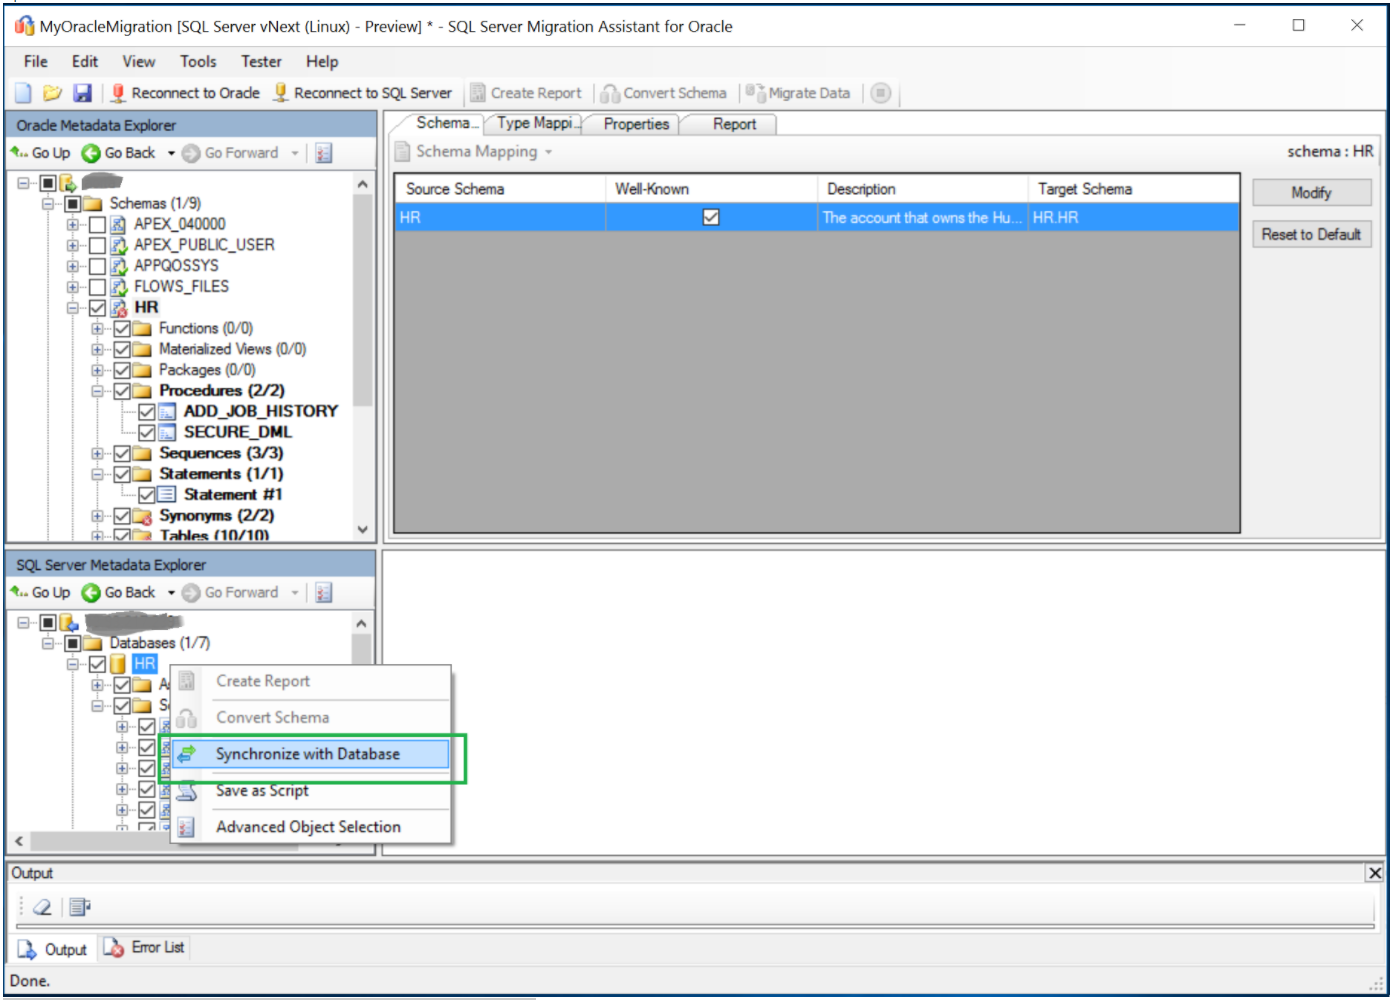 MyOracleMigration [SQL Server vNext (Linux) - Preview] * - SQL Server Migration Assistant for Oracle
File Edit View Tools Tester Help
Reconnect to Oracle Reconnect to SQL Server Create Report Convert Schema Migrate Data
Oracle Metadata Explorer
Go Up Go Back Go Forward
Schemas (1/9)
APEX_040000
APEX_PUBLIC_USER
APPQOSSYS
FLOWS_FILES
HR
Functions (0/0)
Materialized Views (0/0)
Packages (0/0)
Procedures (2/2)
ADD_JOB_HISTORY
SECURE_DML
Sequences (3/3)
Statements (1/1)
Statement #1
Synonyms (2/2)
Tables (10/10)
Schema... Type Mappi... Properties Report
Schema Mapping schema : HR
Source Schema Well-Known Description Target Schema
HR The account that owns the Hu... HR.HR
Modify
Reset to Default
SQL Server Metadata Explorer
Go Up Go Back Go Forward
Databases (1/7)
HR
Create Report
Convert Schema
Synchronize with Database
Save as Script
Advanced Object Selection
Output
Output Error List
Done.